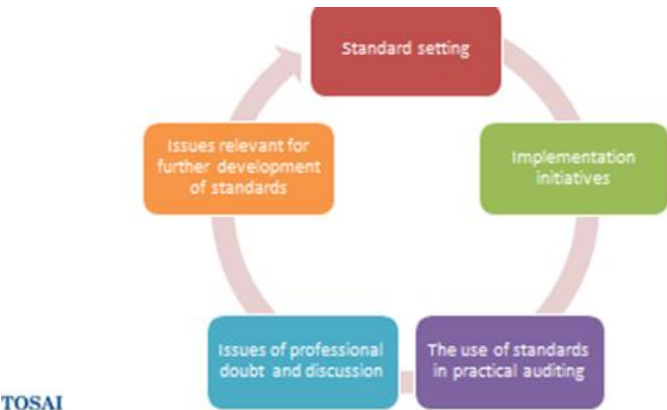 Standard setting
Implementation
initiatives
The use of standards
in practical auditing
Issues of professional
doubt and discussion
Issues relevant for
further development
of standards
TOSAI